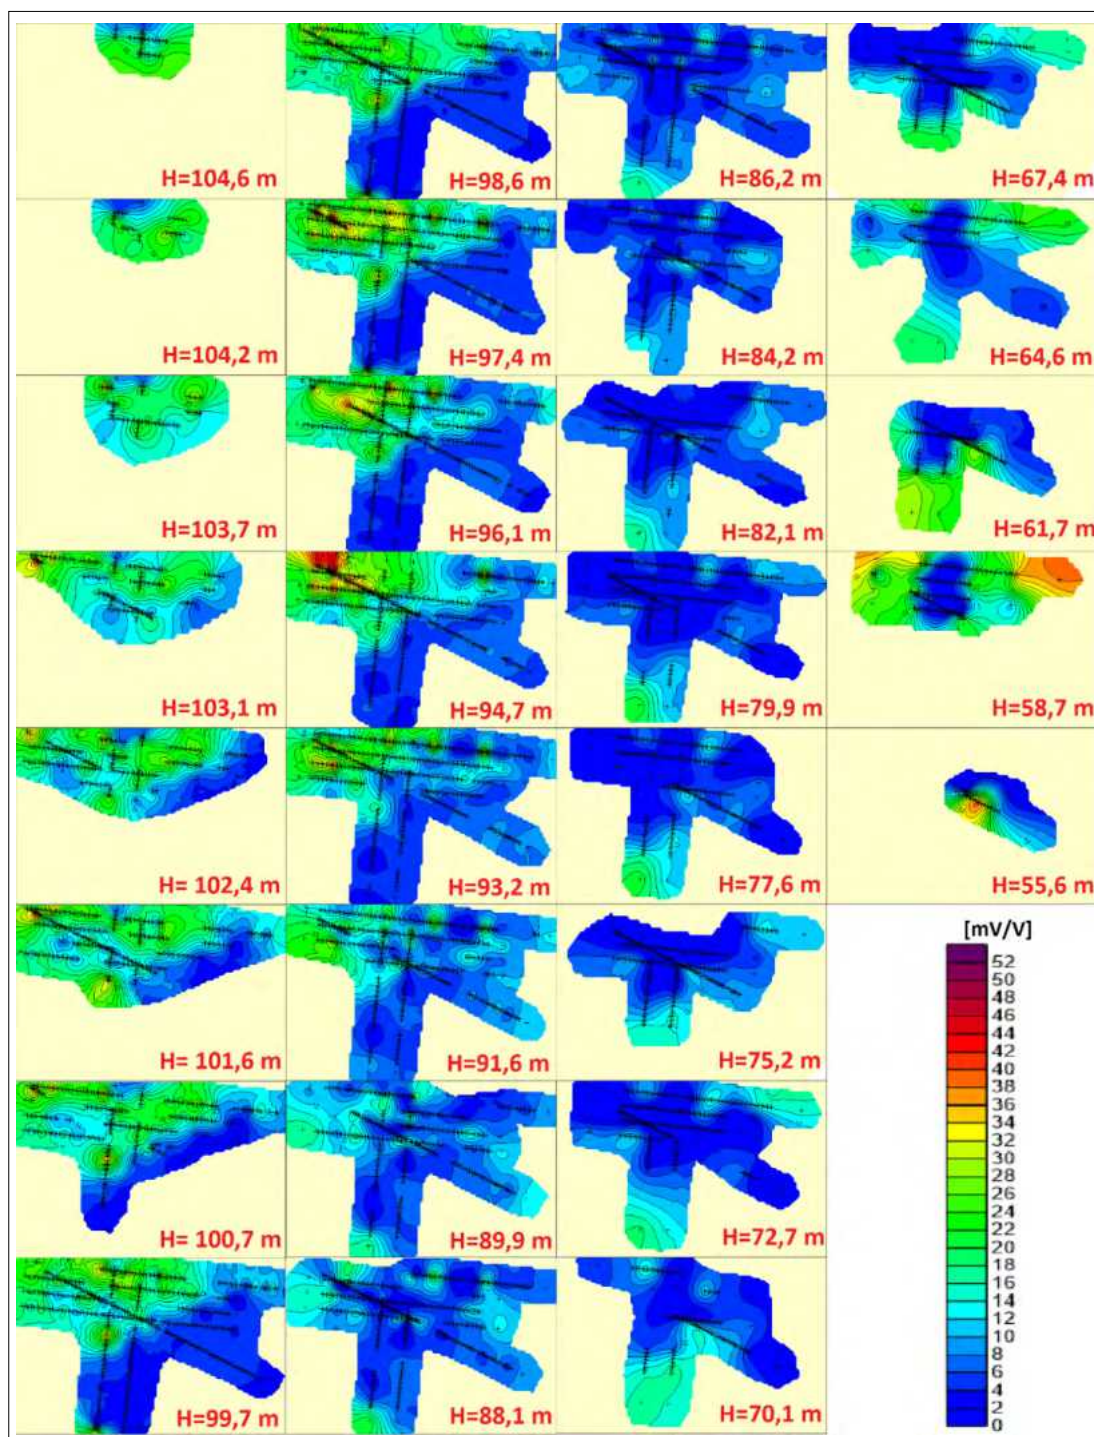 H=104,6 m
H=98,6 m
H=86,2 m
H=67,4 m
H=104,2 m
H=97,4 m
H=84,2 m
H=64,6 m
H=103,7 m
H=96,1 m
H=82,1 m
H=61,7 m
H=103,1 m
H=94,7 m
H=79,9 m
H=58,7 m
H= 102,4 m
H=93,2 m
H=77,6 m
H=55,6 m
H= 101,6 m
H=91,6 m
H=75,2 m
H= 100,7 m
H=89,9 m
H=72,7 m
H=99,7 m
H=88,1 m
H=70,1 m
[mV/V]
52
50
48
46
44
42
40
38
36
34
32
30
28
26
24
22
20
18
16
14
12
10
8
6
4
2
0